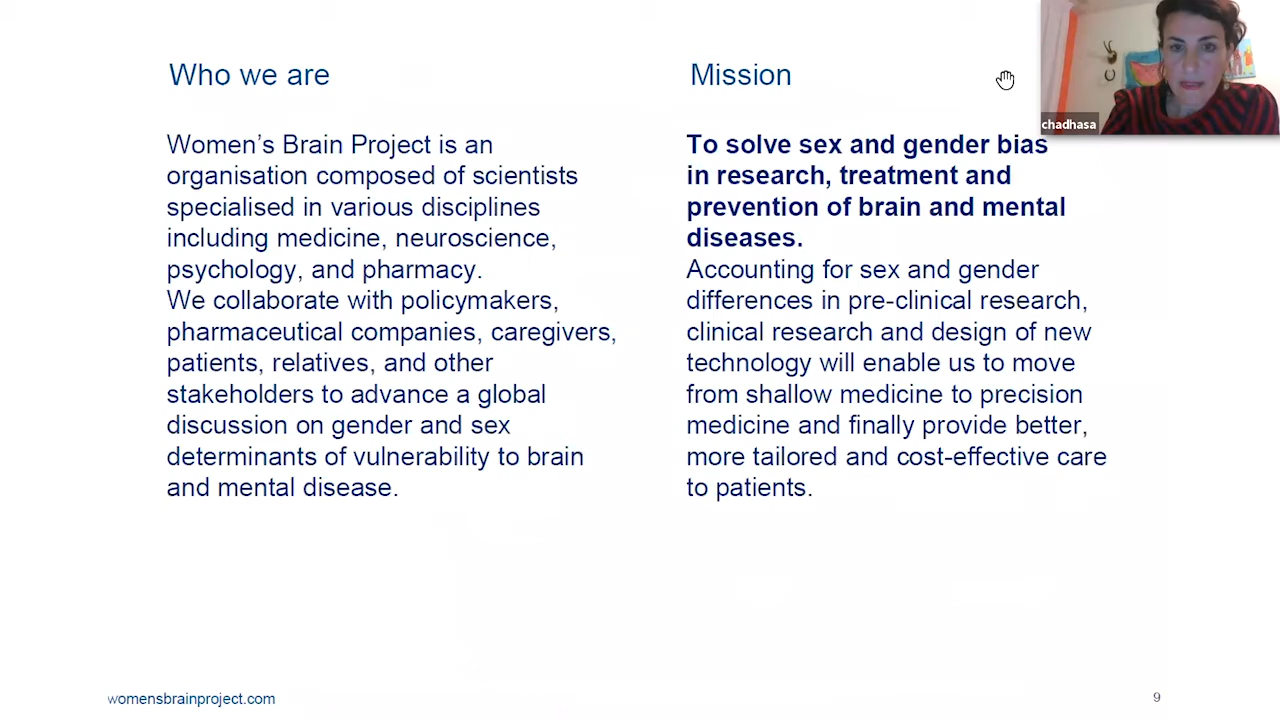 Who we are
Women's Brain Project is an
organisation composed of scientists
specialised in various disciplines
including medicine, neuroscience,
psychology, and pharmacy.
We collaborate with policymakers,
pharmaceutical companies, caregivers,
patients, relatives, and other
stakeholders to advance a global
discussion on gender and sex
determinants of vulnerability to brain
and mental disease.
Mission
To solve sex and gender bias
in research, treatment and
prevention of brain and mental
diseases.
Accounting for sex and gender
differences in pre-clinical research,
clinical research and design of new
technology will enable us to move
from shallow medicine to precision
medicine and finally provide better,
more tailored and cost-effective care
to patients.
chadhasa
womensbrainproject.com
9